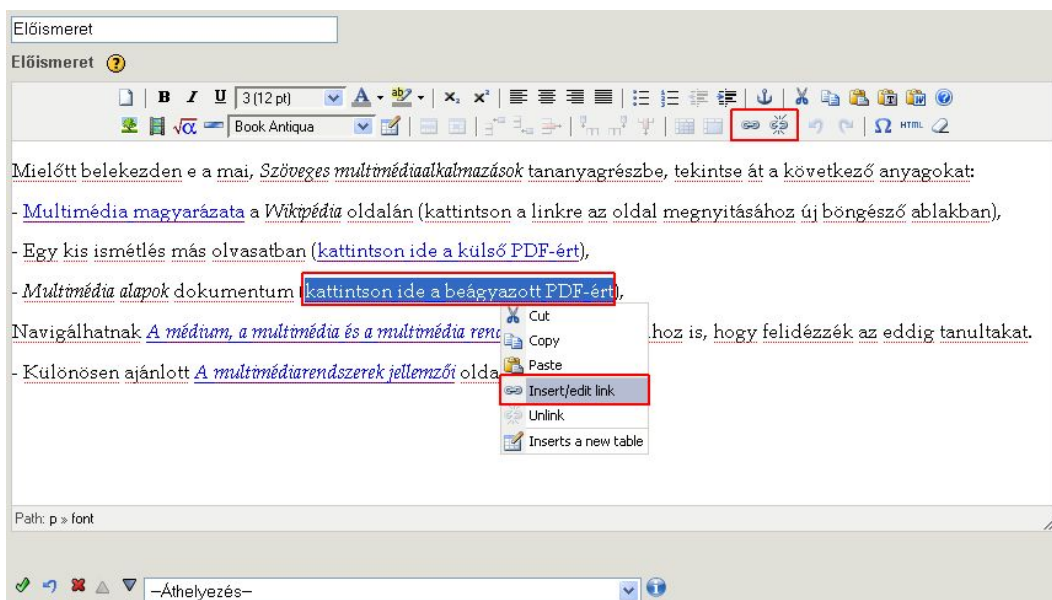 Előismeret
Előismeret
B I U 3 (12 pt) A ab x₂ x²
Book Antiqua HTML
Mielőtt belekezden e a mai, Szöveges multimédiaalkalmazások tananyagrészbe, tekintse át a következő anyagokat:
- Multimédia magyarázata a Wikipédia oldalán (kattintson a linkre az oldal megnyitásához új böngésző ablakban),
- Egy kis ismétlés más olvasatban (kattintson ide a külső PDF-ért),
- Multimédia alapok dokumentum (kattintson ide a beágyazott PDF-ért),
Cut
Navigálhatnak A médium, a multimédia és a multimédia hoz is, hogy felidézzék az eddig tanultakat.
Copy
Paste
- Különösen ajánlott A multimédiarendszerek jellemzői
Insert/edit link
Unlink
Inserts a new table
Path: p » font
—Áthelyezés—